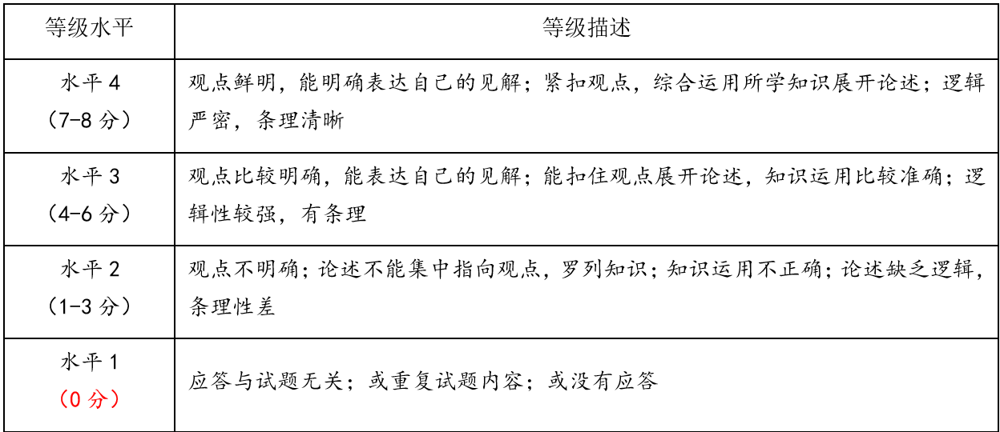 等级水平 等级描述
水平 4
（7-8 分）
观点鲜明，能明确表达自己的见解；紧扣观点，综合运用所学知识展开论述；逻辑
严密，条理清晰
水平 3
（4-6 分）
观点比较明确，能表达自己的见解；能扣住观点展开论述，知识运用比较准确；逻
辑性较强，有条理
水平 2
（1-3 分）
观点不明确；论述不能集中指向观点，罗列知识；知识运用不正确；论述缺乏逻辑，
条理性差
水平 1
（0 分）
应答与试题无关；或重复试题内容；或没有应答